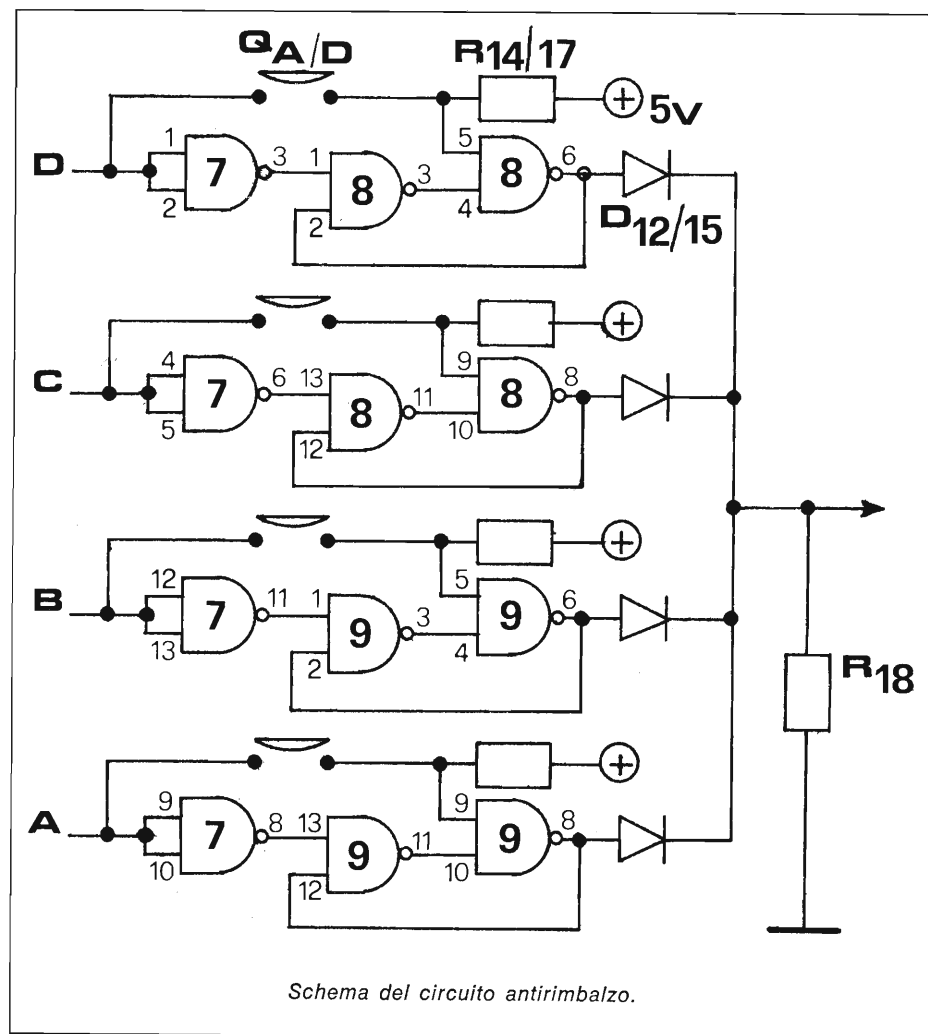 QA/D R14/17
+ 5V
1 5
D 7 3 1 8 3 8 6
2 2 4 D12/15
+
4 9
C 7 6 13 8 11 8 8
5 12 10
+
12 5
B 7 11 1 9 3 9 6
13 2 4
R18
+
9 9
A 7 8 13 9 11 9 8
10 12 10
Schema del circuito antirimbalzo.